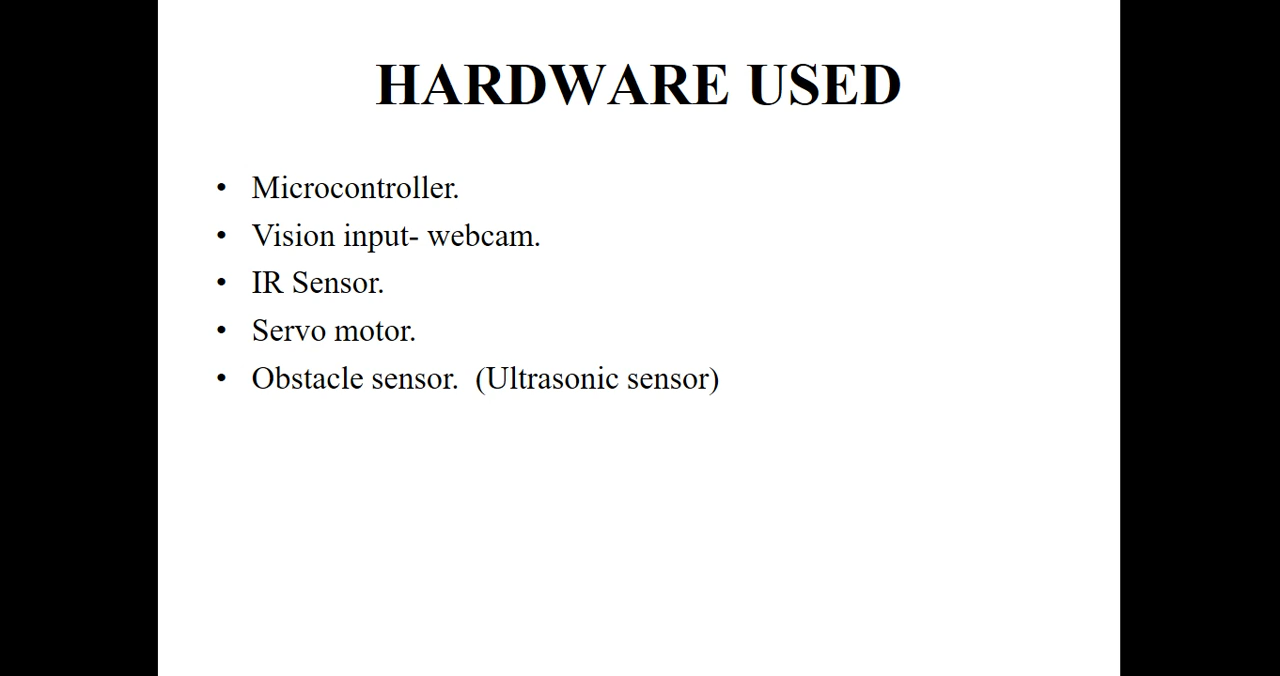 HARDWARE USED
• Microcontroller.
• Vision input- webcam.
• IR Sensor.
• Servo motor.
• Obstacle sensor.  (Ultrasonic sensor)